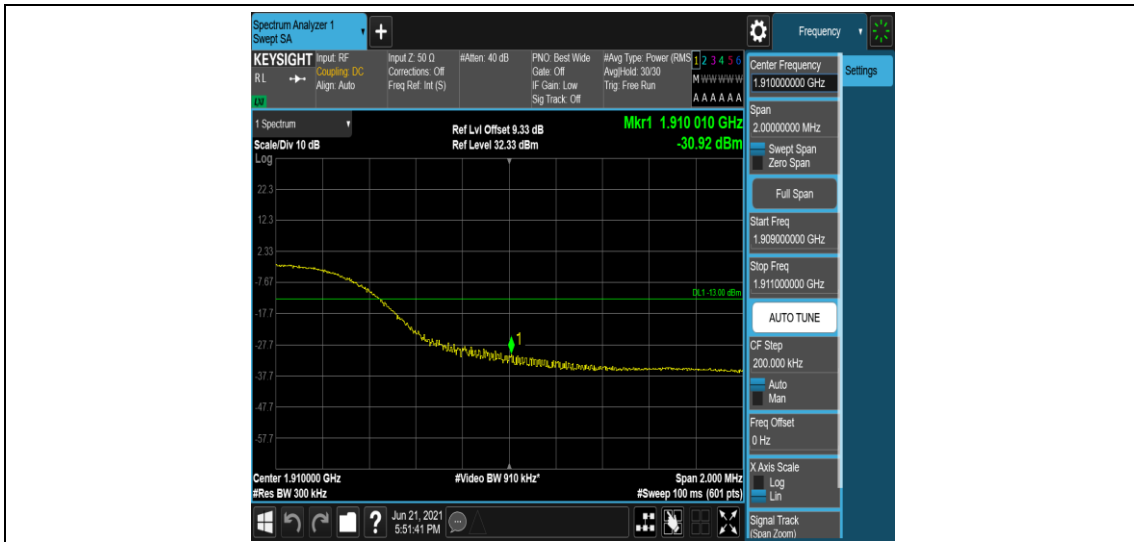 Spectrum Analyzer 1
Swept SA
+
Frequency
KEYSIGHT
RL
LXI
Input: RF
Coupling: DC
Align: Auto
Input Z: 50 Ω
Corrections: Off
Freq Ref: Int (S)
#Atten: 40 dB
PNO: Best Wide
Gate: Off
IF Gain: Low
Sig Track: Off
#Avg Type: Power (RMS
Avg|Hold: 30/30
Trig: Free Run
1 2 3 4 5 6
M W W W W W
A A A A A A
1 Spectrum
Scale/Div 10 dB
Ref Lvl Offset 9.33 dB
Ref Level 32.33 dBm
Mkr1 1.910 010 GHz
-30.92 dBm
Log
22.3
12.3
2.33
-7.67
-17.7
-27.7
-37.7
-47.7
-57.7
DL1 -13.00 dBm
1
Center 1.910000 GHz
#Res BW 300 kHz
#Video BW 910 kHz*
Span 2.000 MHz
#Sweep 100 ms (601 pts)
Center Frequency
1.910000000 GHz
Settings
Span
2.00000000 MHz
Swept Span
Zero Span
Full Span
Start Freq
1.909000000 GHz
Stop Freq
1.911000000 GHz
AUTO TUNE
CF Step
200.000 kHz
Auto
Man
Freq Offset
0 Hz
X Axis Scale
Log
Lin
Signal Track
(Span Zoom)
?
Jun 21, 2021
5:51:41 PM